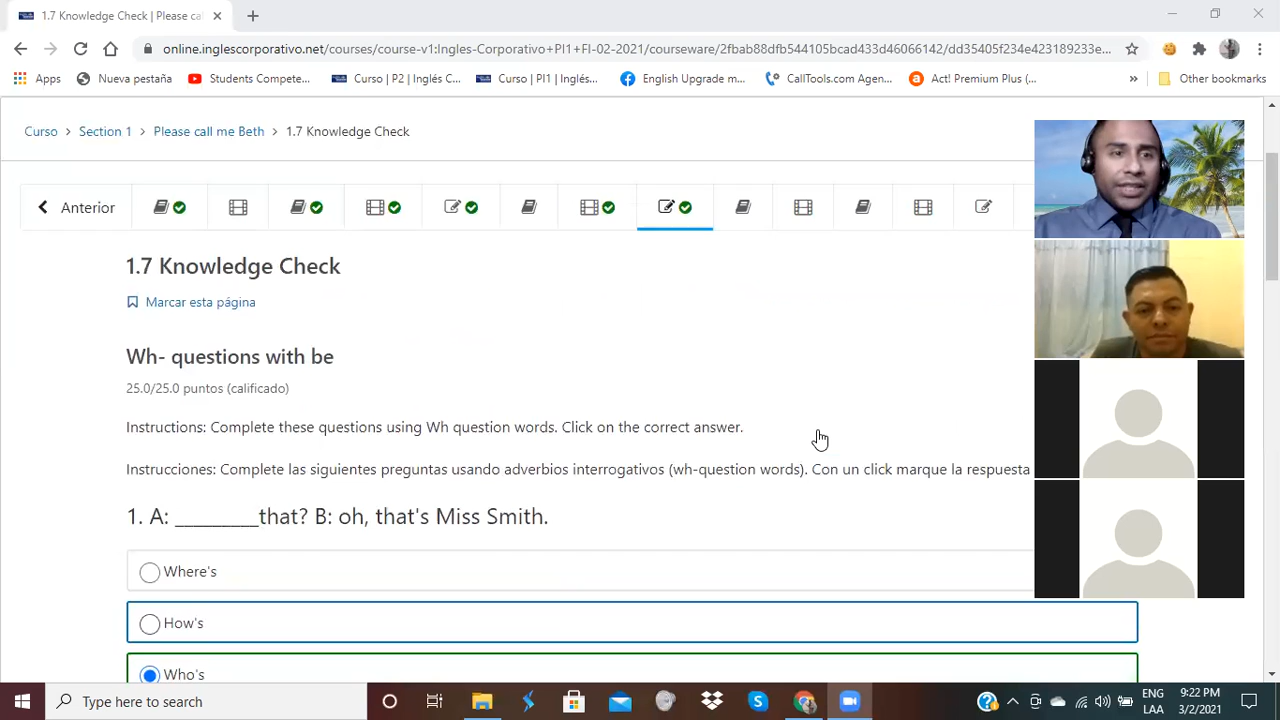 1.7 Knowledge Check | Please ca
online.inglescorporativo.net/courses/course-v1:Ingles-Corporativo+PI1+FI-02-2021/courseware/2fbab88dfb544105bcad433d46066142/dd35405f234e423189233e...
Apps
Nueva pestaña
Students Compete...
Curso | P2 | Inglés C...
Curso | PI1 | Inglés...
English Upgrade m...
CallTools.com Agen...
Act! Premium Plus (...
»
Other bookmarks
Curso > Section 1 > Please call me Beth > 1.7 Knowledge Check
Anterior
1.7 Knowledge Check
Marcar esta página
Wh- questions with be
25.0/25.0 puntos (calificado)
Instructions: Complete these questions using Wh question words. Click on the correct answer.
Instrucciones: Complete las siguientes preguntas usando adverbios interrogativos (wh-question words). Con un click marque la respuesta
1. A: _________that? B: oh, that's Miss Smith.
Where's
How's
Who's
Type here to search
ENG
LAA
9:22 PM
3/2/2021